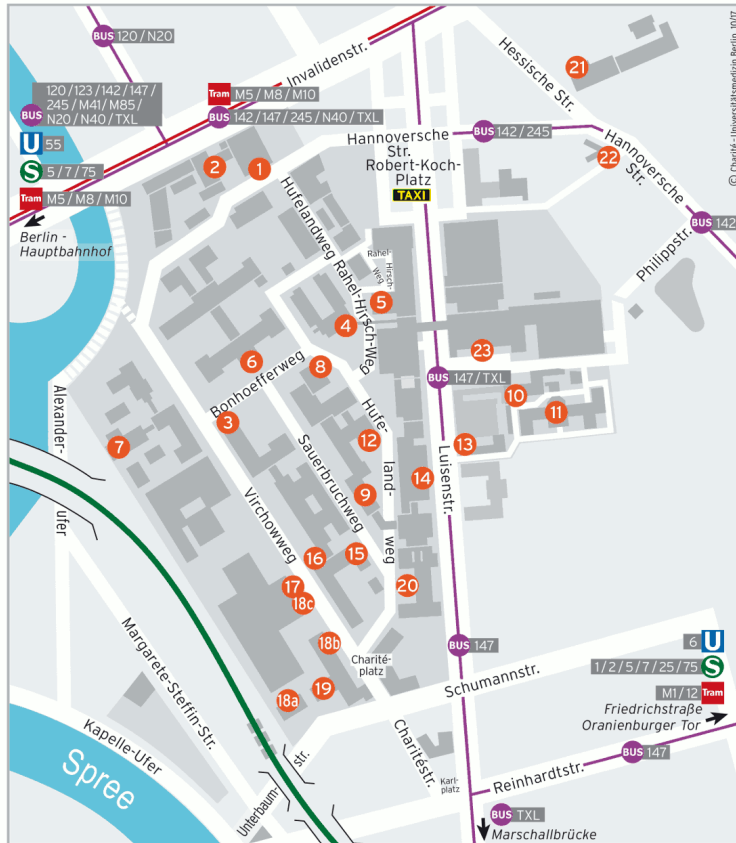 BUS 120 / N20
120 / 123 / 142 / 147 /
245 / M41 / M85 /
BUS
N20 / N40 / TXL
U 55
S 5 / 7 / 75
Tram M5 / M8 / M10
Berlin -
Hauptbahnhof
Invalidenstr.
Tram M5 / M8 / M10
BUS 142 / 147 / 245 / N40 / TXL
Hessische Str.
21
© Charité - Universitätsmedizin Berlin, 10/17
Hannoversche
Str.
Robert-Koch-
Platz
TAXI
BUS 142 / 245
22
Hannoversche
Str.
BUS 142
Philippstr.
2
1
Hufelandweg
Rahel-Hirsch-Weg
Rahel-
Hirsch-
Weg
5
4
23
6
8
BUS 147 / TXL
Bonhoefferweg
10
11
3
7
12
13
Hufe-
land-
weg
Alexander-
ufer
Sauerbruchweg
14
Luisenstr.
9
Virchowweg
16
15
17
18c
20
18b
Charité-
platz
BUS 147
18a
19
Schumannstr.
6 U
1 / 2 / 5 / 7 / 25 / 75 S
M1 / 12 Tram
Friedrichstraße
Oranienburger Tor
Margarete-Steffin-Str.
Kapelle-Ufer
Spree
Unterbaum-
str.
Charitéstr.
Karl-
platz
Reinhardtstr.
BUS 147
BUS TXL
Marschallbrücke